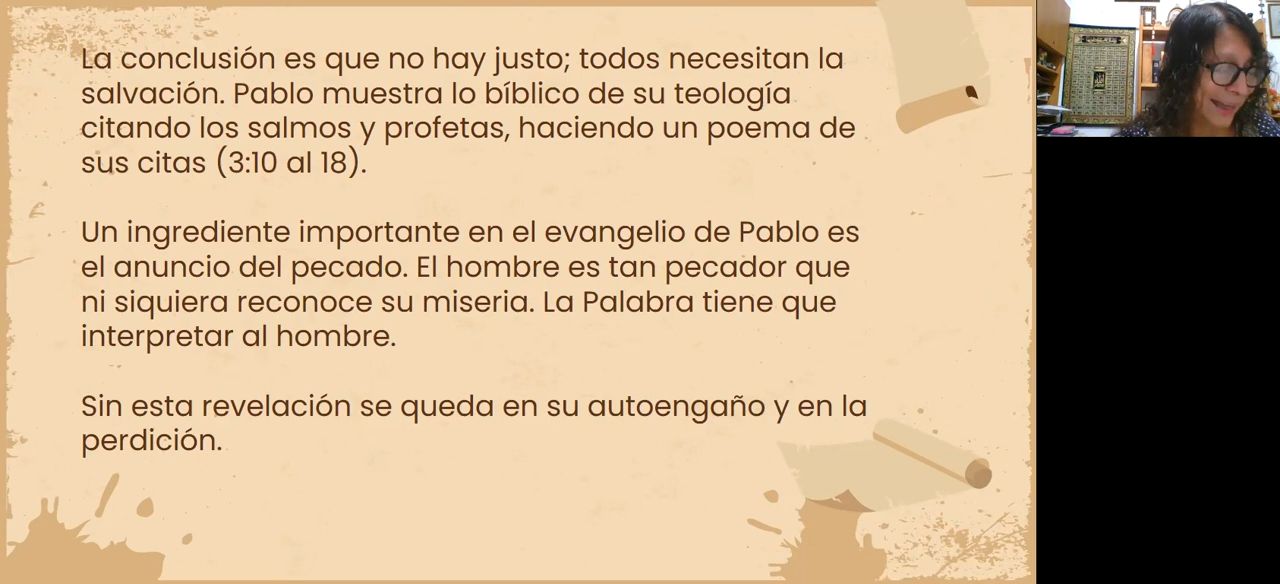 La conclusión es que no hay justo; todos necesitan la
salvación. Pablo muestra lo bíblico de su teología
citando los salmos y profetas, haciendo un poema de
sus citas (3:10 al 18).
Un ingrediente importante en el evangelio de Pablo es
el anuncio del pecado. El hombre es tan pecador que
ni siquiera reconoce su miseria. La Palabra tiene que
interpretar al hombre.
Sin esta revelación se queda en su autoengaño y en la
perdición.